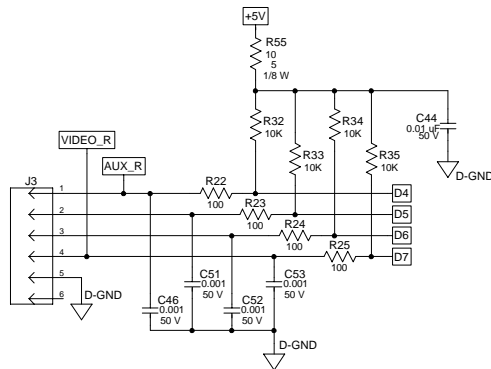 +5V
R55
10
5
1/8 W
R32
10K
R34
10K
C44
0.01 uF
50 V
VIDEO_R
R33
10K
R35
10K
AUX_R
D-GND
J3
1
R22
100
D4
2
R23
100
D5
3
R24
100
D6
4
R25
100
D7
5
D-GND
6
C51
0.001
50 V
C53
0.001
50 V
C46
0.001
50 V
C52
0.001
50 V
D-GND